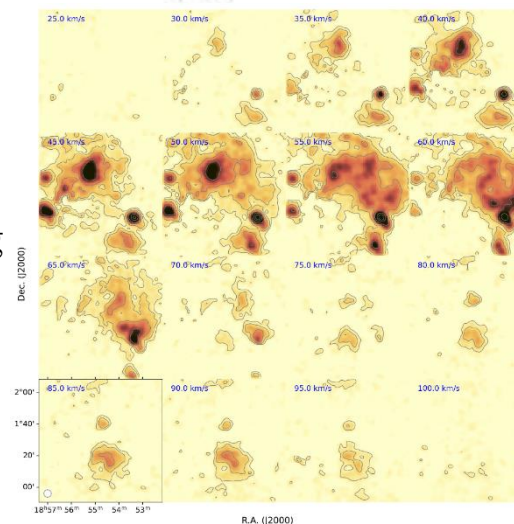 25.0 km/s 30.0 km/s 35.0 km/s 40.0 km/s
45.0 km/s 50.0 km/s 55.0 km/s 60.0 km/s
65.0 km/s 70.0 km/s 75.0 km/s 80.0 km/s
Dec. (J2000)
85.0 km/s 90.0 km/s 95.0 km/s 100.0 km/s
2°00'
1°40'
20'
00'
18ʰ57ᵐ 56ᵐ 55ᵐ 54ᵐ 53ᵐ
R.A. (J2000)